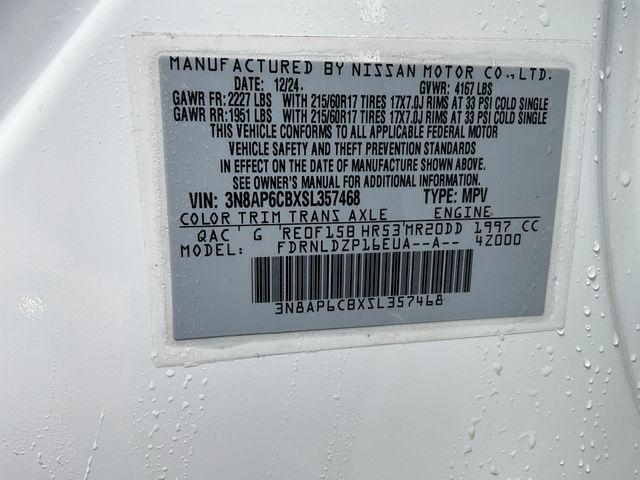 MANUFACTURED BY NISSAN MOTOR CO.,LTD.
DATE: 12/24. GVWR: 4167 LBS
GAWR FR: 2227 LBS WITH 215/60R17 TIRES 17X7.0J RIMS AT 33 PSI COLD SINGLE
GAWR RR: 1951 LBS WITH 215/60R17 TIRES 17X7.0J RIMS AT 33 PSI COLD SINGLE
THIS VEHICLE CONFORMS TO ALL APPLICABLE FEDERAL MOTOR
VEHICLE SAFETY AND THEFT PREVENTION STANDARDS
IN EFFECT ON THE DATE OF MANUFACTURE SHOWN ABOVE.
SEE OWNER'S MANUAL FOR ADDITIONAL INFORMATION.
VIN: 3N8AP6CBXSL357468 TYPE: MPV
COLOR TRIM TRANS AXLE ENGINE
QAC ' G ' RE0F15B HR53'MR20DD 1997 CC
MODEL: FDRNLDZP16EUA--A-- 4Z000
3N8AP6CBXSL357468